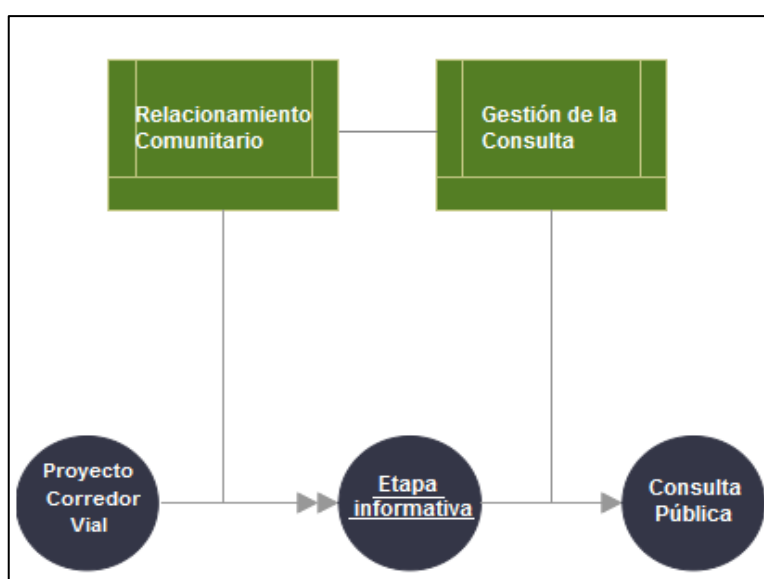 Relacionamiento
Comunitario
Gestión de la
Consulta
Proyecto
Corredor
Vial
Etapa
informativa
Consulta
Pública